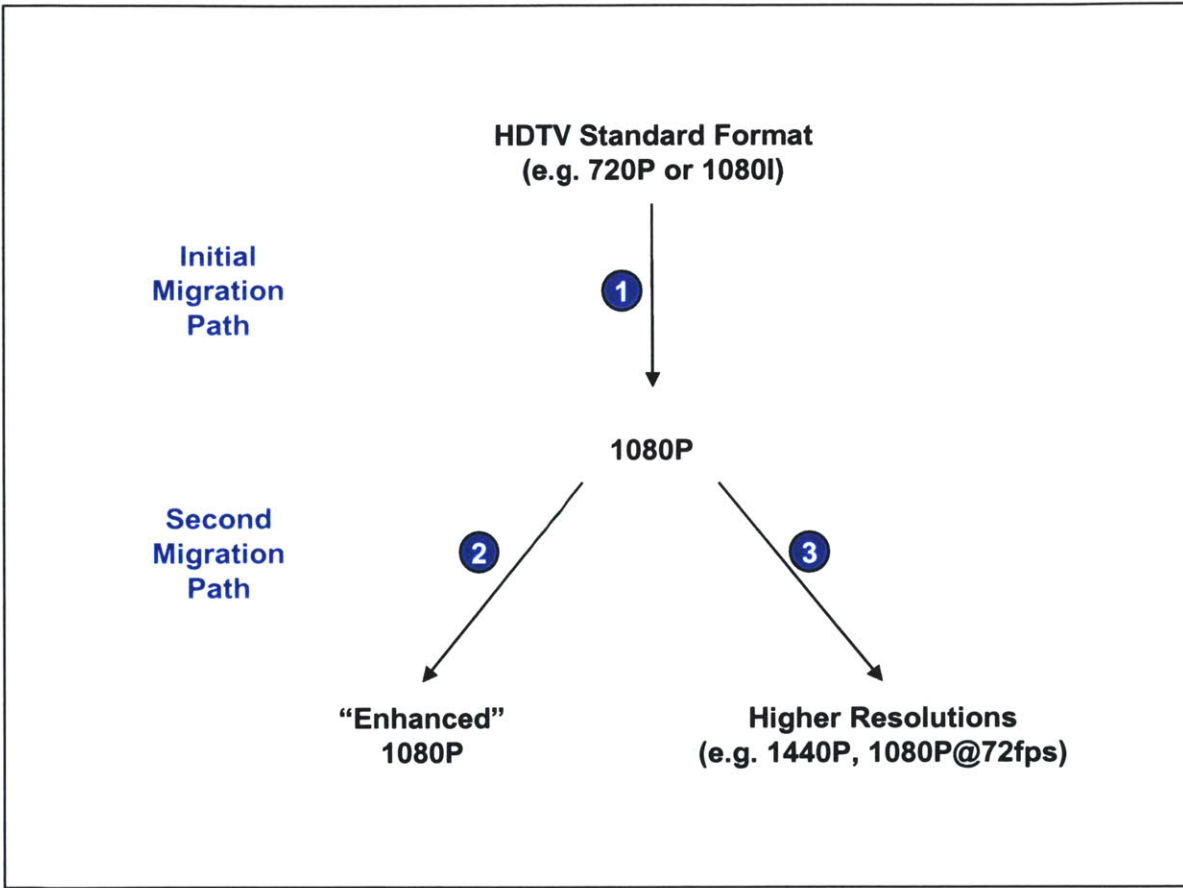 HDTV Standard Format
(e.g. 720P or 1080I)
Initial
Migration
Path
1
1080P
Second
Migration
Path
2
3
“Enhanced”
1080P
Higher Resolutions
(e.g. 1440P, 1080P@72fps)